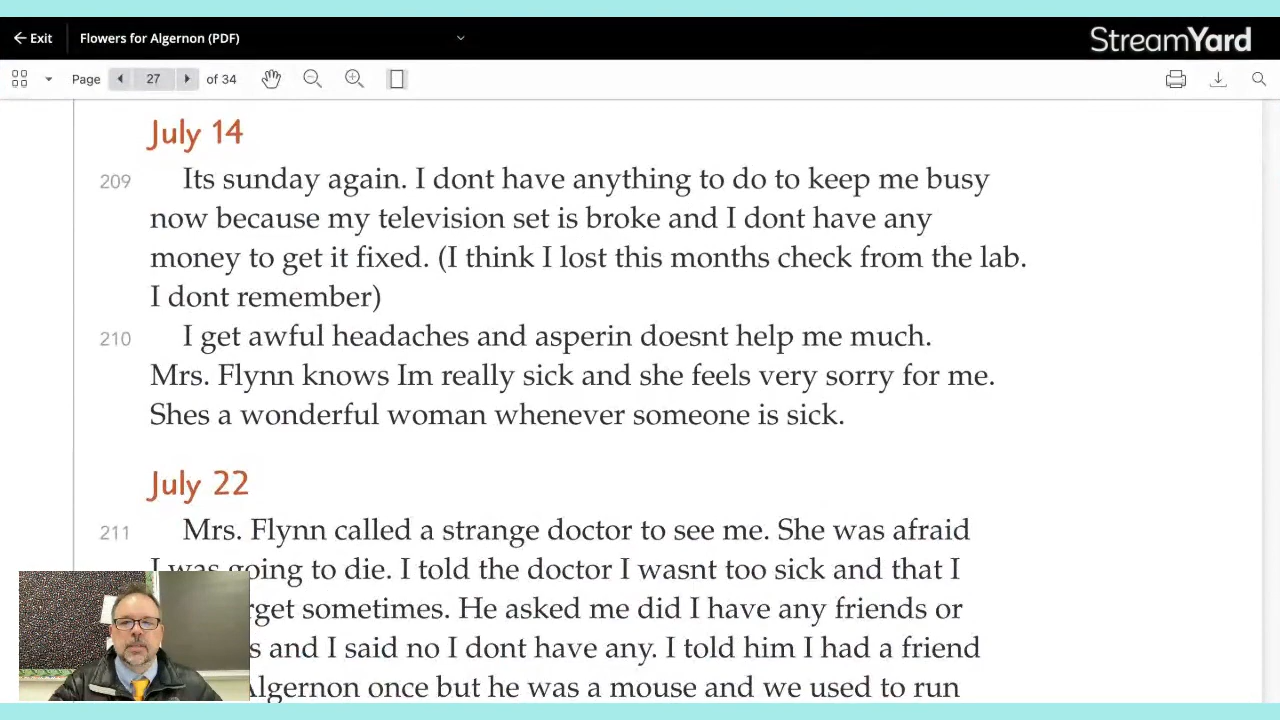 Exit
Flowers for Algernon (PDF)
StreamYard
Page 27 of 34
July 14
209 Its sunday again. I dont have anything to do to keep me busy
now because my television set is broke and I dont have any
money to get it fixed. (I think I lost this months check from the lab.
I dont remember)
210 I get awful headaches and asperin doesnt help me much.
Mrs. Flynn knows Im really sick and she feels very sorry for me.
Shes a wonderful woman whenever someone is sick.
July 22
211 Mrs. Flynn called a strange doctor to see me. She was afraid
I was going to die. I told the doctor I wasnt too sick and that I
sometimes. He asked me did I have any friends or
and I said no I dont have any. I told him I had a friend
Algernon once but he was a mouse and we used to run